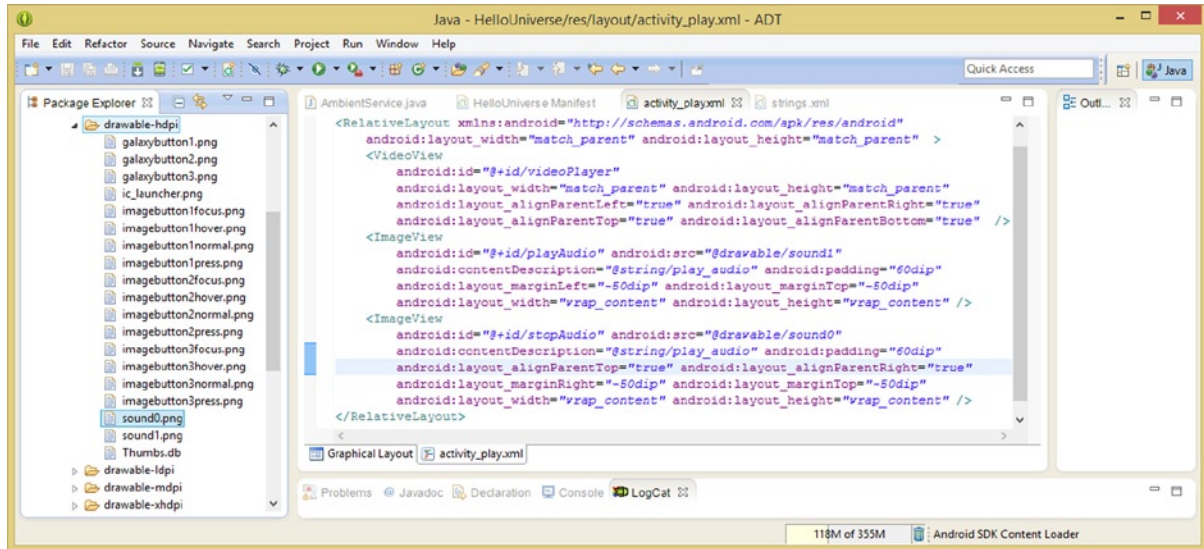 Java - HelloUniverse/res/layout/activity_play.xml - ADT
File Edit Refactor Source Navigate Search Project Run Window Help
Quick Access
Java
Package Explorer
drawable-hdpi
galaxybutton1.png
galaxybutton2.png
galaxybutton3.png
ic_launcher.png
imagebutton1focus.png
imagebutton1hover.png
imagebutton1normal.png
imagebutton1press.png
imagebutton2focus.png
imagebutton2hover.png
imagebutton2normal.png
imagebutton2press.png
imagebutton3focus.png
imagebutton3hover.png
imagebutton3normal.png
imagebutton3press.png
sound0.png
sound1.png
Thumbs.db
drawable-ldpi
drawable-mdpi
drawable-xhdpi
AmbientService.java HelloUniverse Manifest activity_play.xml strings.xml
<RelativeLayout xmlns:android="http://schemas.android.com/apk/res/android"
android:layout_width="match_parent" android:layout_height="match_parent" >
<VideoView
android:id="@+id/videoPlayer"
android:layout_width="match_parent" android:layout_height="match_parent"
android:layout_alignParentLeft="true" android:layout_alignParentRight="true"
android:layout_alignParentTop="true" android:layout_alignParentBottom="true" />
<ImageView
android:id="@+id/playAudio" android:src="@drawable/sound1"
android:contentDescription="@string/play_audio" android:padding="60dip"
android:layout_marginLeft="-50dip" android:layout_marginTop="-50dip"
android:layout_width="wrap_content" android:layout_height="wrap_content" />
<ImageView
android:id="@+id/stopAudio" android:src="@drawable/sound0"
android:contentDescription="@string/play_audio" android:padding="60dip"
android:layout_alignParentTop="true" android:layout_alignParentRight="true"
android:layout_marginRight="-50dip" android:layout_marginTop="-50dip"
android:layout_width="wrap_content" android:layout_height="wrap_content" />
</RelativeLayout>
Graphical Layout activity_play.xml
Outl...
Problems Javadoc Declaration Console LogCat
118M of 355M Android SDK Content Loader